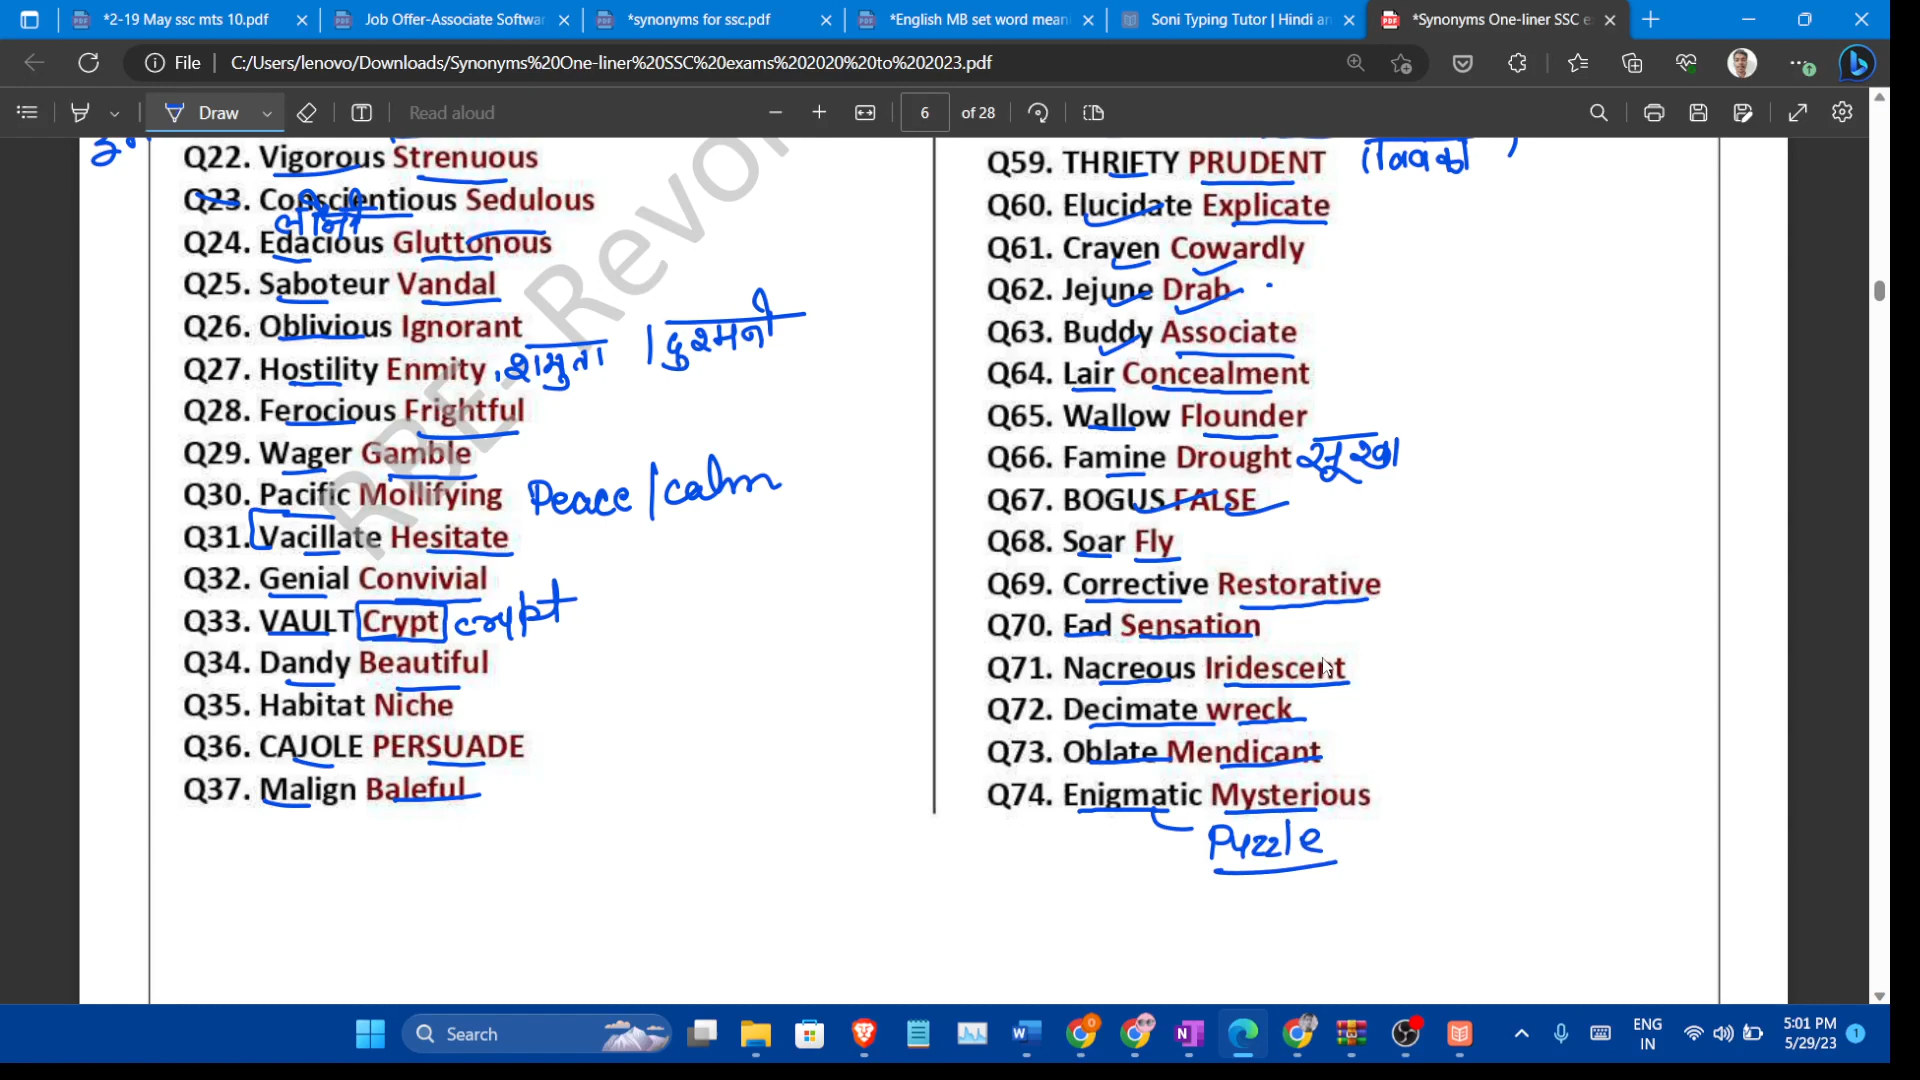 *2-19 May ssc mts 10.pdf
Job Offer-Associate Softwar
*synonyms for ssc.pdf
*English MB set word meani
Soni Typing Tutor | Hindi an
*Synonyms One-liner SSC e
File
C:/Users/lenovo/Downloads/Synonyms%20One-liner%20SSC%20exams%202020%20to%202023.pdf
Draw
Read aloud
6 of 28
Q22. Vigorous Strenuous
Q23. Conscientious Sedulous
Q24. Edacious Gluttonous
Q25. Saboteur Vandal
Q26. Oblivious Ignorant
Q27. Hostility Enmity
दुश्मनी
Q28. Ferocious Frightful
Q29. Wager Gamble
Q30. Pacific Mollifying Peace/calm
Q31. Vacillate Hesitate
Q32. Genial Convivial
Q33. VAULT Crypt crypt
Q34. Dandy Beautiful
Q35. Habitat Niche
Q36. CAJOLE PERSUADE
Q37. Malign Baleful
Q59. THRIFTY PRUDENT
Q60. Elucidate Explicate
Q61. Craven Cowardly
Q62. Jejune Drab
Q63. Buddy Associate
Q64. Lair Concealment
Q65. Wallow Flounder
Q66. Famine Drought सूखा
Q67. BOGUS FALSE
Q68. Soar Fly
Q69. Corrective Restorative
Q70. Fad Sensation
Q71. Nacreous Iridescent
Q72. Decimate wreck
Q73. Oblate Mendicant
Q74. Enigmatic Mysterious
Puzzle
RBE Revo
Search
ENG
IN
5:01 PM
5/29/23
1